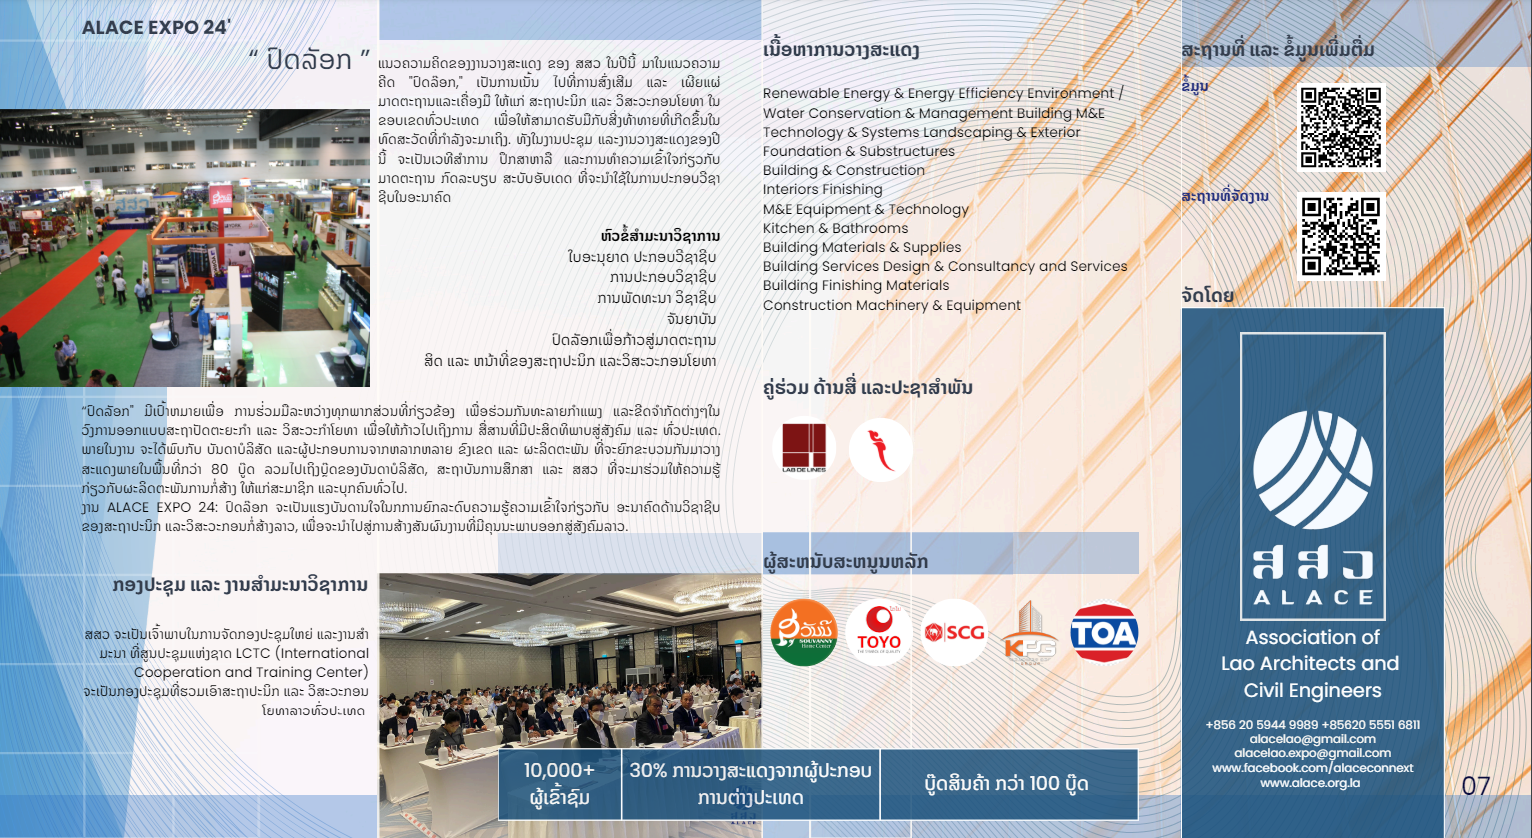 ALACE EXPO 24'
“ ປົດລັອກ ”
ແນວຄວາມຄິດຂອງງານວາງສະແດງ ຂອງ ສສວ ໃນປີນີ້ ມາໃນແນວຄວາມ
ຄິດ "ປົດລັອກ," ເປັນການເນັ້ນ ໄປທີ່ການສົ່ງເສີມ ແລະ ເຜີຍແຜ່
ມາດຕະຖານແລະເຄື່ອງມື ໃຫ້ແກ່ ສະຖາປະນິກ ແລະ ວິສະວະກອນໂຍທາ ໃນ
ຂອບເຂດທົ່ວປະເທດ ເພື່ອໃຫ້ສາມາດຮັບມືກັບສິ່ງທ້າທາຍທີ່ເກີດຂຶ້ນໃນ
ທົດສະວັດທີ່ກຳລັງຈະມາເຖິງ. ທັງໃນງານປະຊຸມ ແລະງານວາງສະແດງຂອງປີ
ນີ້ ຈະເປັນເວທີສຳການ ປຶກສາຫາລື ແລະການທຳຄວາມເຂົ້າໃຈກ່ຽວກັບ
ມາດຕະຖານ ກົດລະບຽບ ສະບັບອັບເດດ ທີ່ຈະນຳໃຊ້ໃນການປະກອບວິຊາ
ຊີບໃນອະນາຄົດ
ຫົວຂໍ້ສຳມະນາວິຊາການ
ໃບອະນຸຍາດ ປະກອບວິຊາຊີບ
ການປະກອບວິຊາຊີບ
ການພັດທະນາ ວິຊາຊີບ
ຈັນຍາບັນ
ປົດລັອກເພື່ອກ້າວສູ່ມາດຕະຖານ
ສິດ ແລະ ຫນ້າທີ່ຂອງສະຖາປະນິກ ແລະວິສະວະກອນໂຍທາ
“ປົດລັອກ" ມີເປົ້າຫມາຍເພື່ອ ການຮ່ວມມືລະຫວ່າງທຸກພາກສ່ວນທີ່ກ່ຽວຂ້ອງ ເພື່ອຮ່ວມກັນທະລາຍກຳແພງ ແລະຂີດຈຳກັດຕ່າງໆໃນ
ວົງການອອກແບບສະຖາປັດຕະຍະກຳ ແລະ ວິສະວະກຳໂຍທາ ເພື່ອໃຫ້ກ້າວໄປເຖິງການ ສື່ສານທີ່ມີປະສິດທິພາບສູ່ສັງຄົມ ແລະ ທົ່ວປະເທດ.
ພາຍໃນງານ ຈະໄດ້ພົບກັບ ບັນດາບໍລິສັດ ແລະຜູ້ປະກອບການຈາກຫລາກຫລາຍ ຂົງເຂດ ແລະ ຜະລິດຕະພັນ ທີ່ຈະຍົກຂະບວນກັນມາວາງ
ສະແດງພາຍໃນພື້ນທີ່ກວ່າ 80 ບູ໊ດ ລວມໄປເຖິງບູ໊ດຂອງບັນດາບໍລິສັດ, ສະຖາບັນການສຶກສາ ແລະ ສສວ ທີ່ຈະມາຮ່ວມໃຫ້ຄວາມຮູ້
ກ່ຽວກັບຜະລິດຕະພັນການກໍ່ສ້າງ ໃຫ້ແກ່ສະມາຊິກ ແລະບຸກຄົນທົ່ວໄປ.
ງານ ALACE EXPO 24: ປົດລັອກ ຈະເປັນແຮງບັນດານໃຈໃນກການຍົກລະດັບຄວາມຮູ້ຄວາມເຂົ້າໃຈກ່ຽວກັບ ອະນາຄົດດ້ານວິຊາຊີບ
ຂອງສະຖາປະນິກ ແລະວິສະວະກອນກໍ່ສ້າງລາວ, ເພື່ອຈະນຳໄປສູ່ການສ້າງສັນຜົນງານທີ່ມີຄຸນນະພາບອອກສູ່ສັງຄົມລາວ.
ກອງປະຊຸມ ແລະ ງານສຳມະນາວິຊາການ
ສສວ ຈະເປັນເຈົ້າພາບໃນການຈັດກອງປະຊຸມໃຫຍ່ ແລະງານສຳ
ມະນາ ທີ່ສູນປະຊຸມແຫ່ງຊາດ LCTC (International
Cooperation and Training Center)
ຈະເປັນກອງປະຊຸມທີ່ຮວມເອົາສະຖາປະນິກ ແລະ ວິສະວະກອນ
ໂຍທາລາວທົ່ວປະເທດ
10,000+
ຜູ້ເຂົ້າຊົມ
30% ການວາງສະແດງຈາກຜູ້ປະກອບ
ການຕ່າງປະເທດ
ບູ໊ດສິນຄ້າ ກວ່າ 100 ບູ໊ດ
ເນື້ອຫາການວາງສະແດງ
Renewable Energy & Energy Efficiency Environment /
Water Conservation & Management Building M&E
Technology & Systems Landscaping & Exterior
Foundation & Substructures
Building & Construction
Interiors Finishing
M&E Equipment & Technology
Kitchen & Bathrooms
Building Materials & Supplies
Building Services Design & Consultancy and Services
Building Finishing Materials
Construction Machinery & Equipment
ຄູ່ຮ່ວມ ດ້ານສື່ ແລະປະຊາສຳພັນ
LAB DE LINES
ຜູ້ສະຫນັບສະຫນູນຫລັກ
ສຸວັນນີ
SOUVANNY
Home Center
TOYO
SCG
KPG
TOA
ສະຖານທີ່ ແລະ ຂໍ້ມູນເພີ່ມຕື່ມ
ຂໍ້ມູນ
ສະຖານທີ່ຈັດງານ
ຈັດໂດຍ
ສສວ
ALACE
Association of
Lao Architects and
Civil Engineers
+856 20 5944 9989 +85620 5551 6811
alacelao@gmail.com
alacelao.expo@gmail.com
www.facebook.com/alaceconnext
www.alace.org.la
07